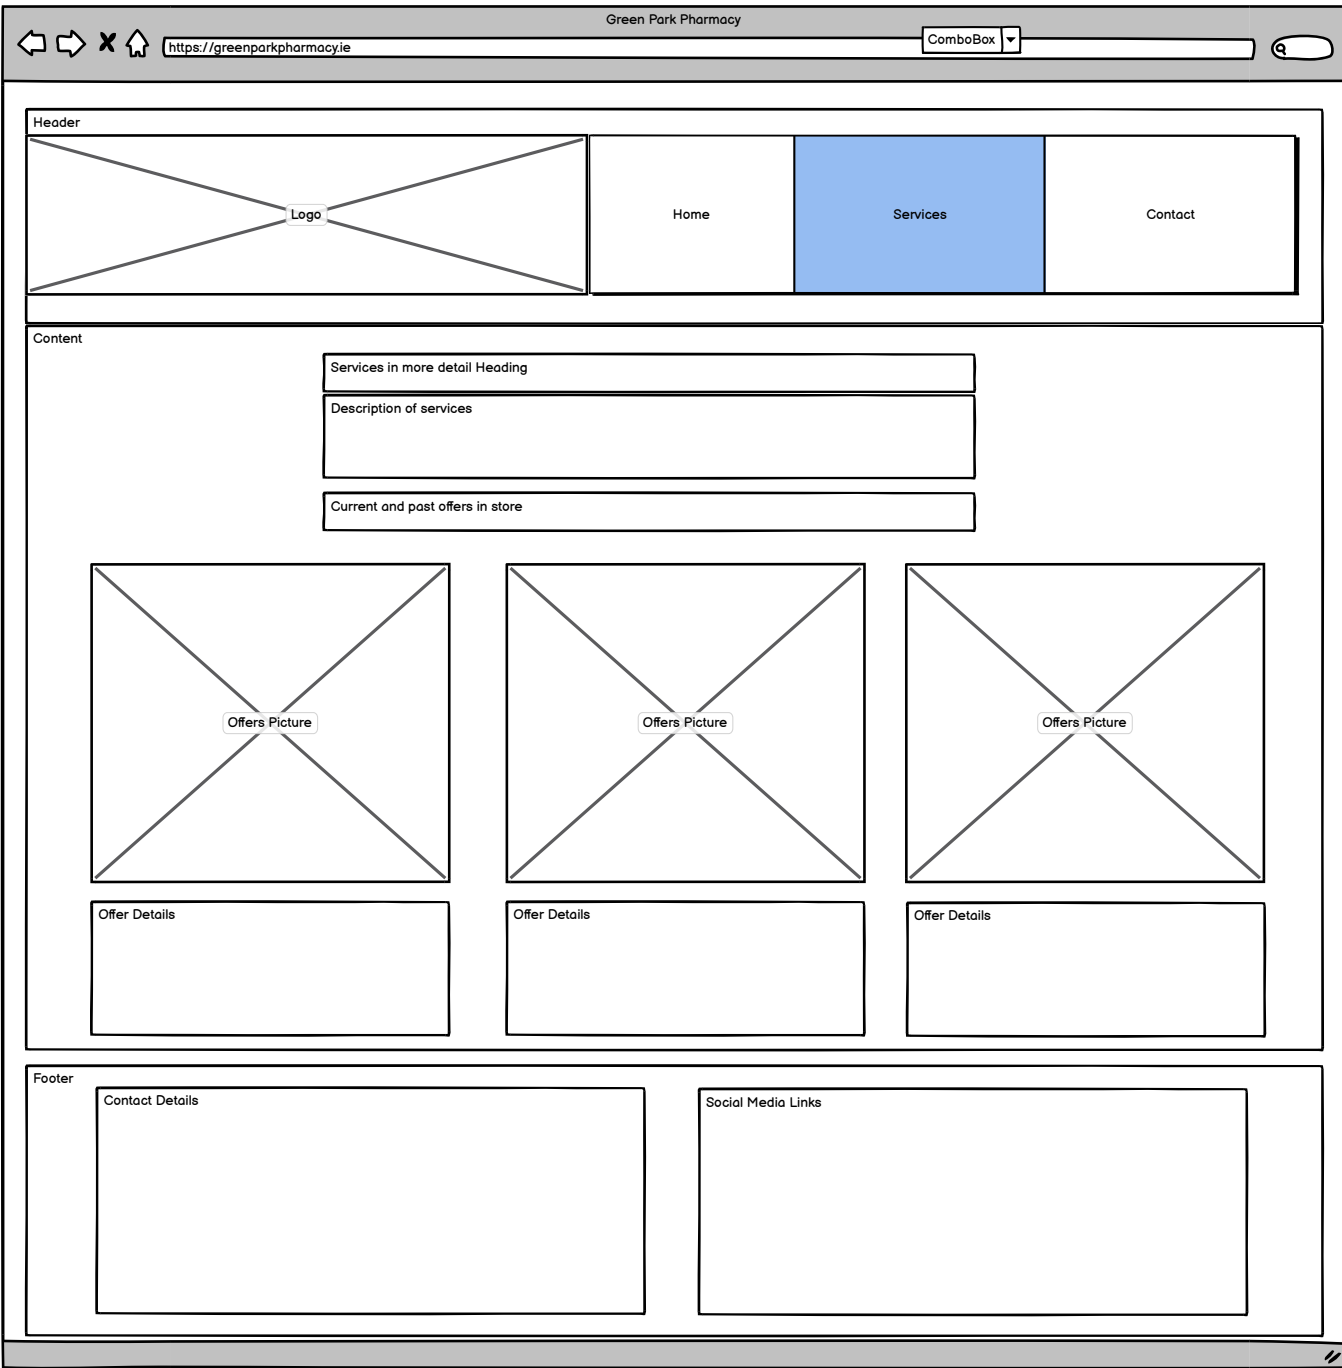 Green Park Pharmacy
https://greenparkpharmacy.ie
ComboBox
Header
Logo
Home
Services
Contact
Content
Services in more detail Heading
Description of services
Current and past offers in store
Offers Picture
Offers Picture
Offers Picture
Offer Details
Offer Details
Offer Details
Footer
Contact Details
Social Media Links